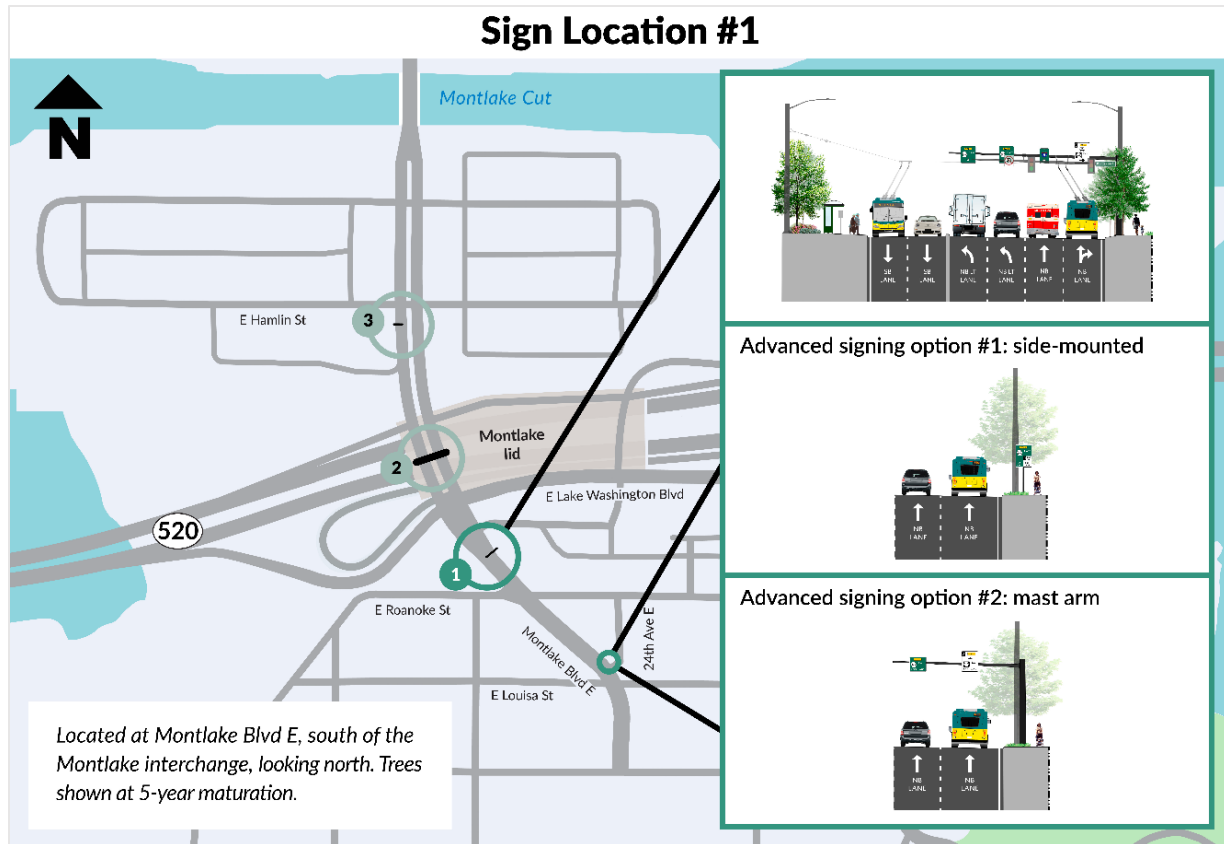 Sign Location #1
Montlake Cut
N
E Hamlin St
3
Montlake
lid
2
E Lake Washington Blvd
520
1
E Roanoke St
Montlake Blvd E
24th Ave E
E Louisa St
Located at Montlake Blvd E, south of the
Montlake interchange, looking north. Trees
shown at 5-year maturation.
SB
LANE
SB
LANE
NB LT
LANE
NB LT
LANE
NB
LANE
NB
LANE
Advanced signing option #1: side-mounted
NB
LANE
NB
LANE
Advanced signing option #2: mast arm
NB
LANE
NB
LANE